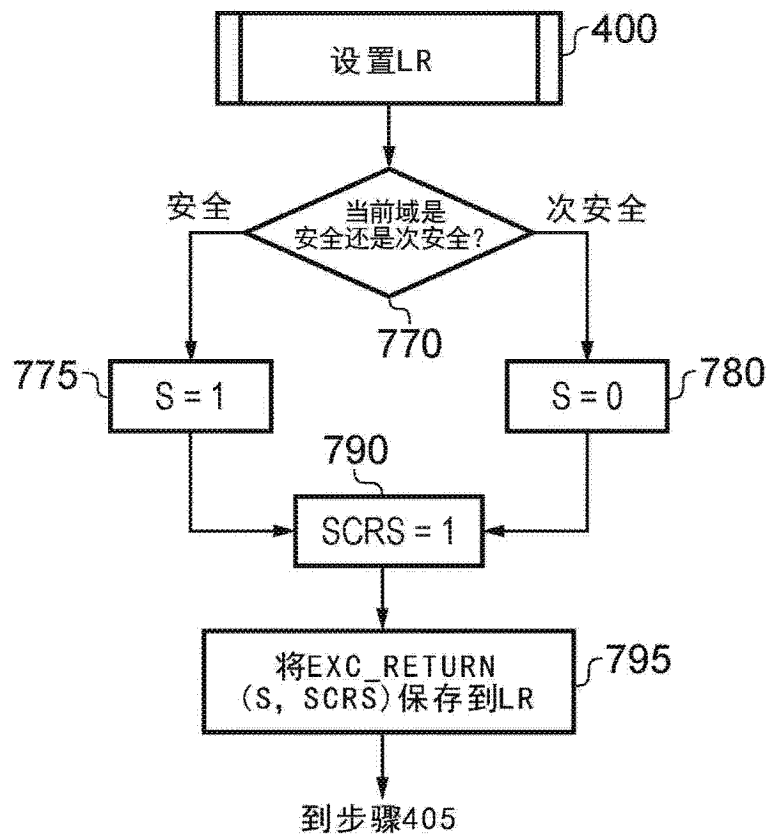 400
设置LR
安全
当前域是
安全还是次安全?
次安全
770
775
S = 1
780
S = 0
790
SCRS = 1
将EXC_RETURN
(S, SCRS)保存到LR
795
到步骤405